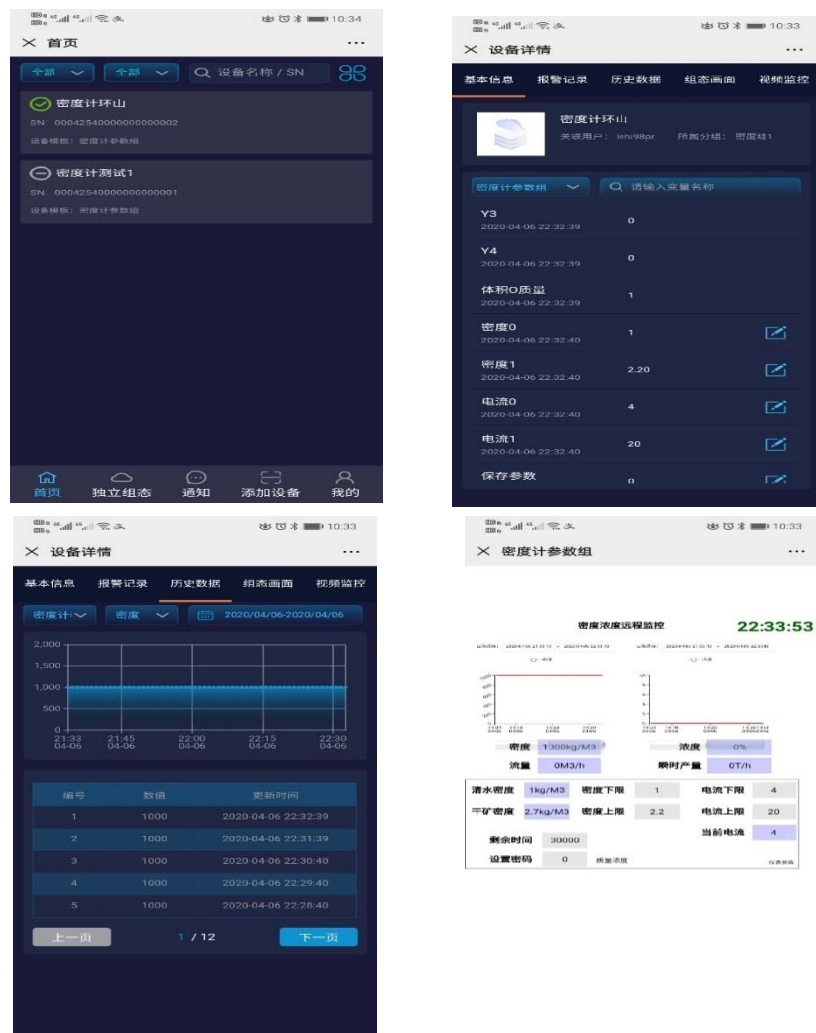 10:34
首页
全部
全部
设备名称 / SN
密度计环山
SN: 00042540000000000002
设备模板: 密度计参数组
密度计测试1
SN: 00042540000000000001
设备模板: 密度计参数组
首页
独立组态
通知
添加设备
我的
10:33
设备详情
基本信息 报警记录 历史数据 组态画面 视频监控
密度计环山
关联用户: 所属分组: 密度组1
密度计参数组
请输入变量名称
Y3 0
2020-04-06 22:32:39
Y4 0
2020-04-06 22:32:39
体积O质量 1
2020-04-06 22:32:39
密度0 1
2020-04-06 22:32:40
密度1 2.20
2020-04-06 22:32:40
电流0 4
2020-04-06 22:32:40
电流1 20
2020-04-06 22:32:40
保存参数 0
10:33
设备详情
基本信息 报警记录 历史数据 组态画面 视频监控
密度计
密度
2020/04/06-2020/04/06
2,000
1,500
1,000
500
0
21:33 21:45 22:00 22:15 22:30
04-06 04-06 04-06 04-06 04-06
编号 数值 更新时间
1 1000 2020-04-06 22:32:39
2 1000 2020-04-06 22:31:39
3 1000 2020-04-06 22:30:40
4 1000 2020-04-06 22:29:40
5 1000 2020-04-06 22:28:40
上一页 1 / 12 下一页
10:33
密度计参数组
密度浓度远程监控 22:33:53
密度 1000kg/M3 浓度 0%
流量 0M3/h 瞬时产量 0T/h
清水密度 1kg/M3 密度下限 1 电流下限 4
干矿密度 2.7kg/M3 密度上限 2.2 电流上限 20
当前电流 4
剩余时间 30000
设置密码 0 质量浓度 仪表参数